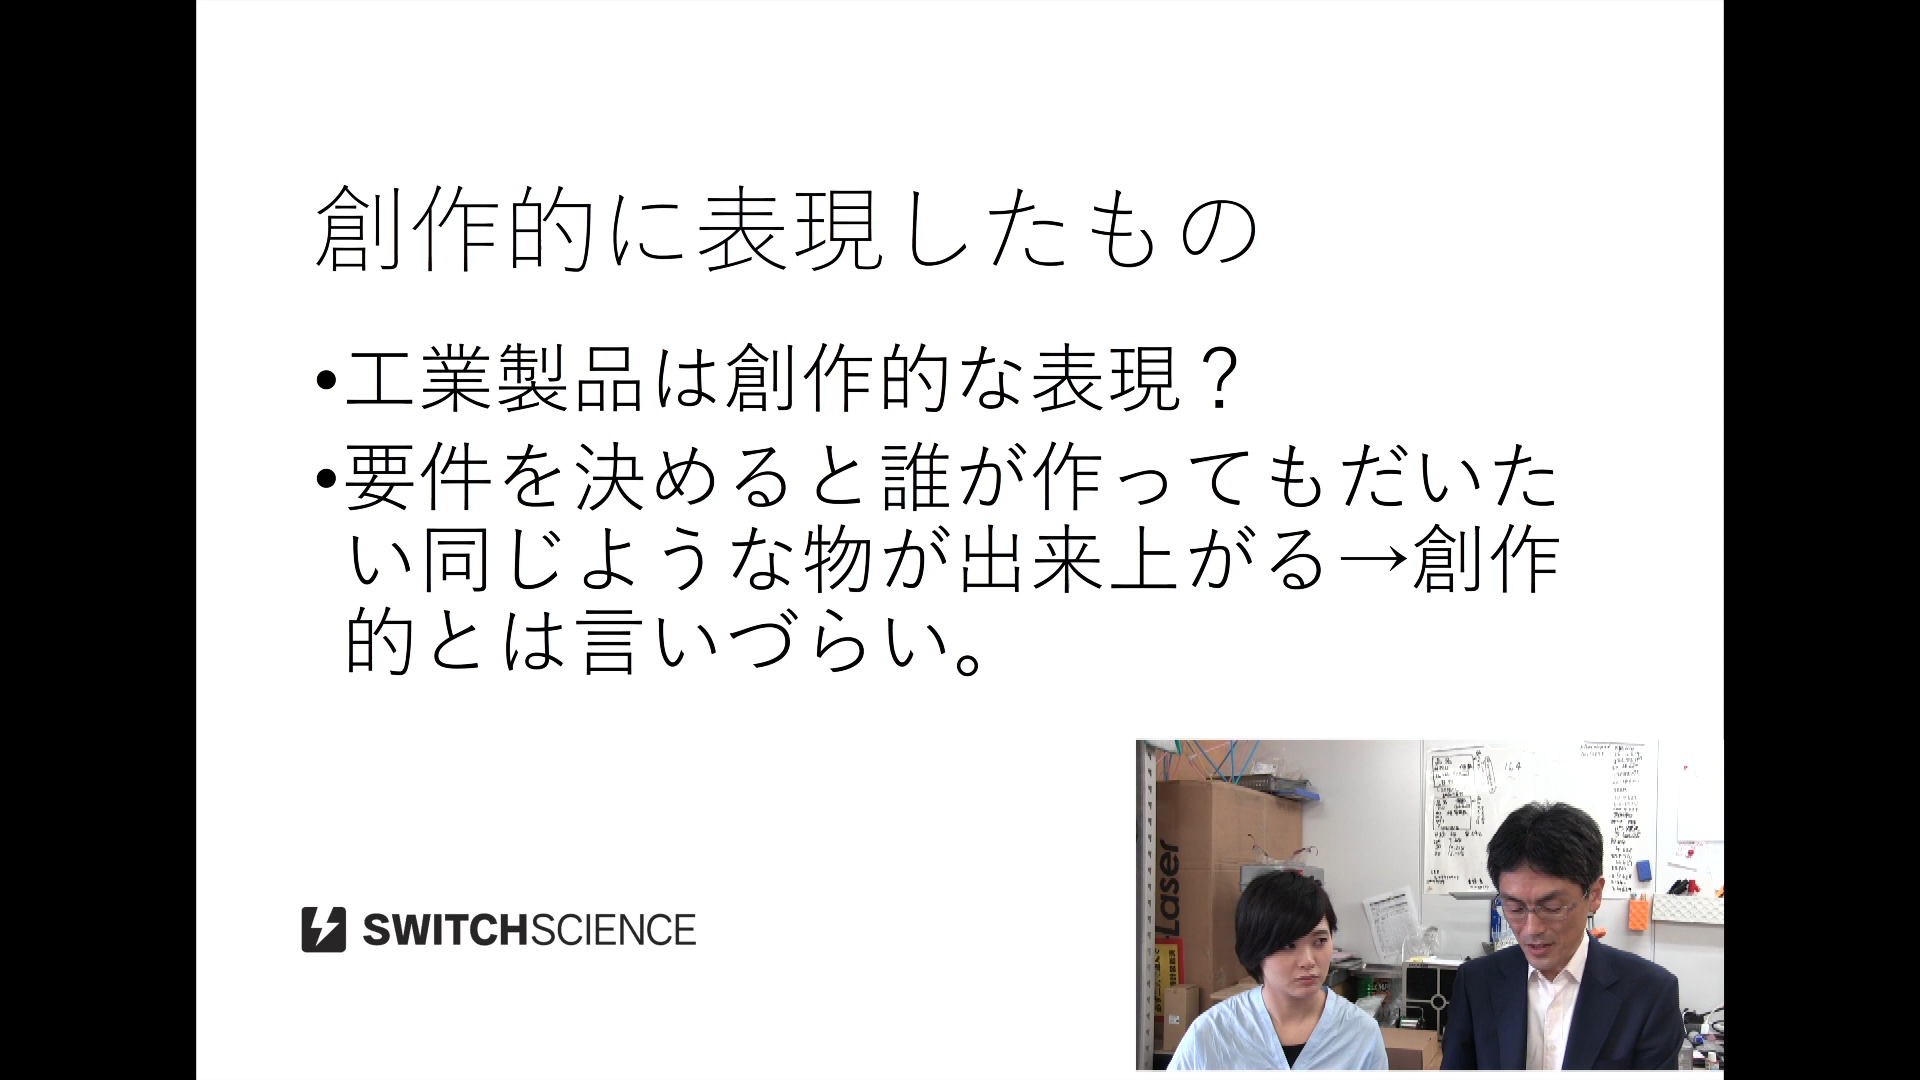 創作的に表現したもの
•工業製品は創作的な表現？
•要件を決めると誰が作ってもだいた
い同じような物が出来上がる→創作
的とは言いづらい。
SWITCHSCIENCE
Laser